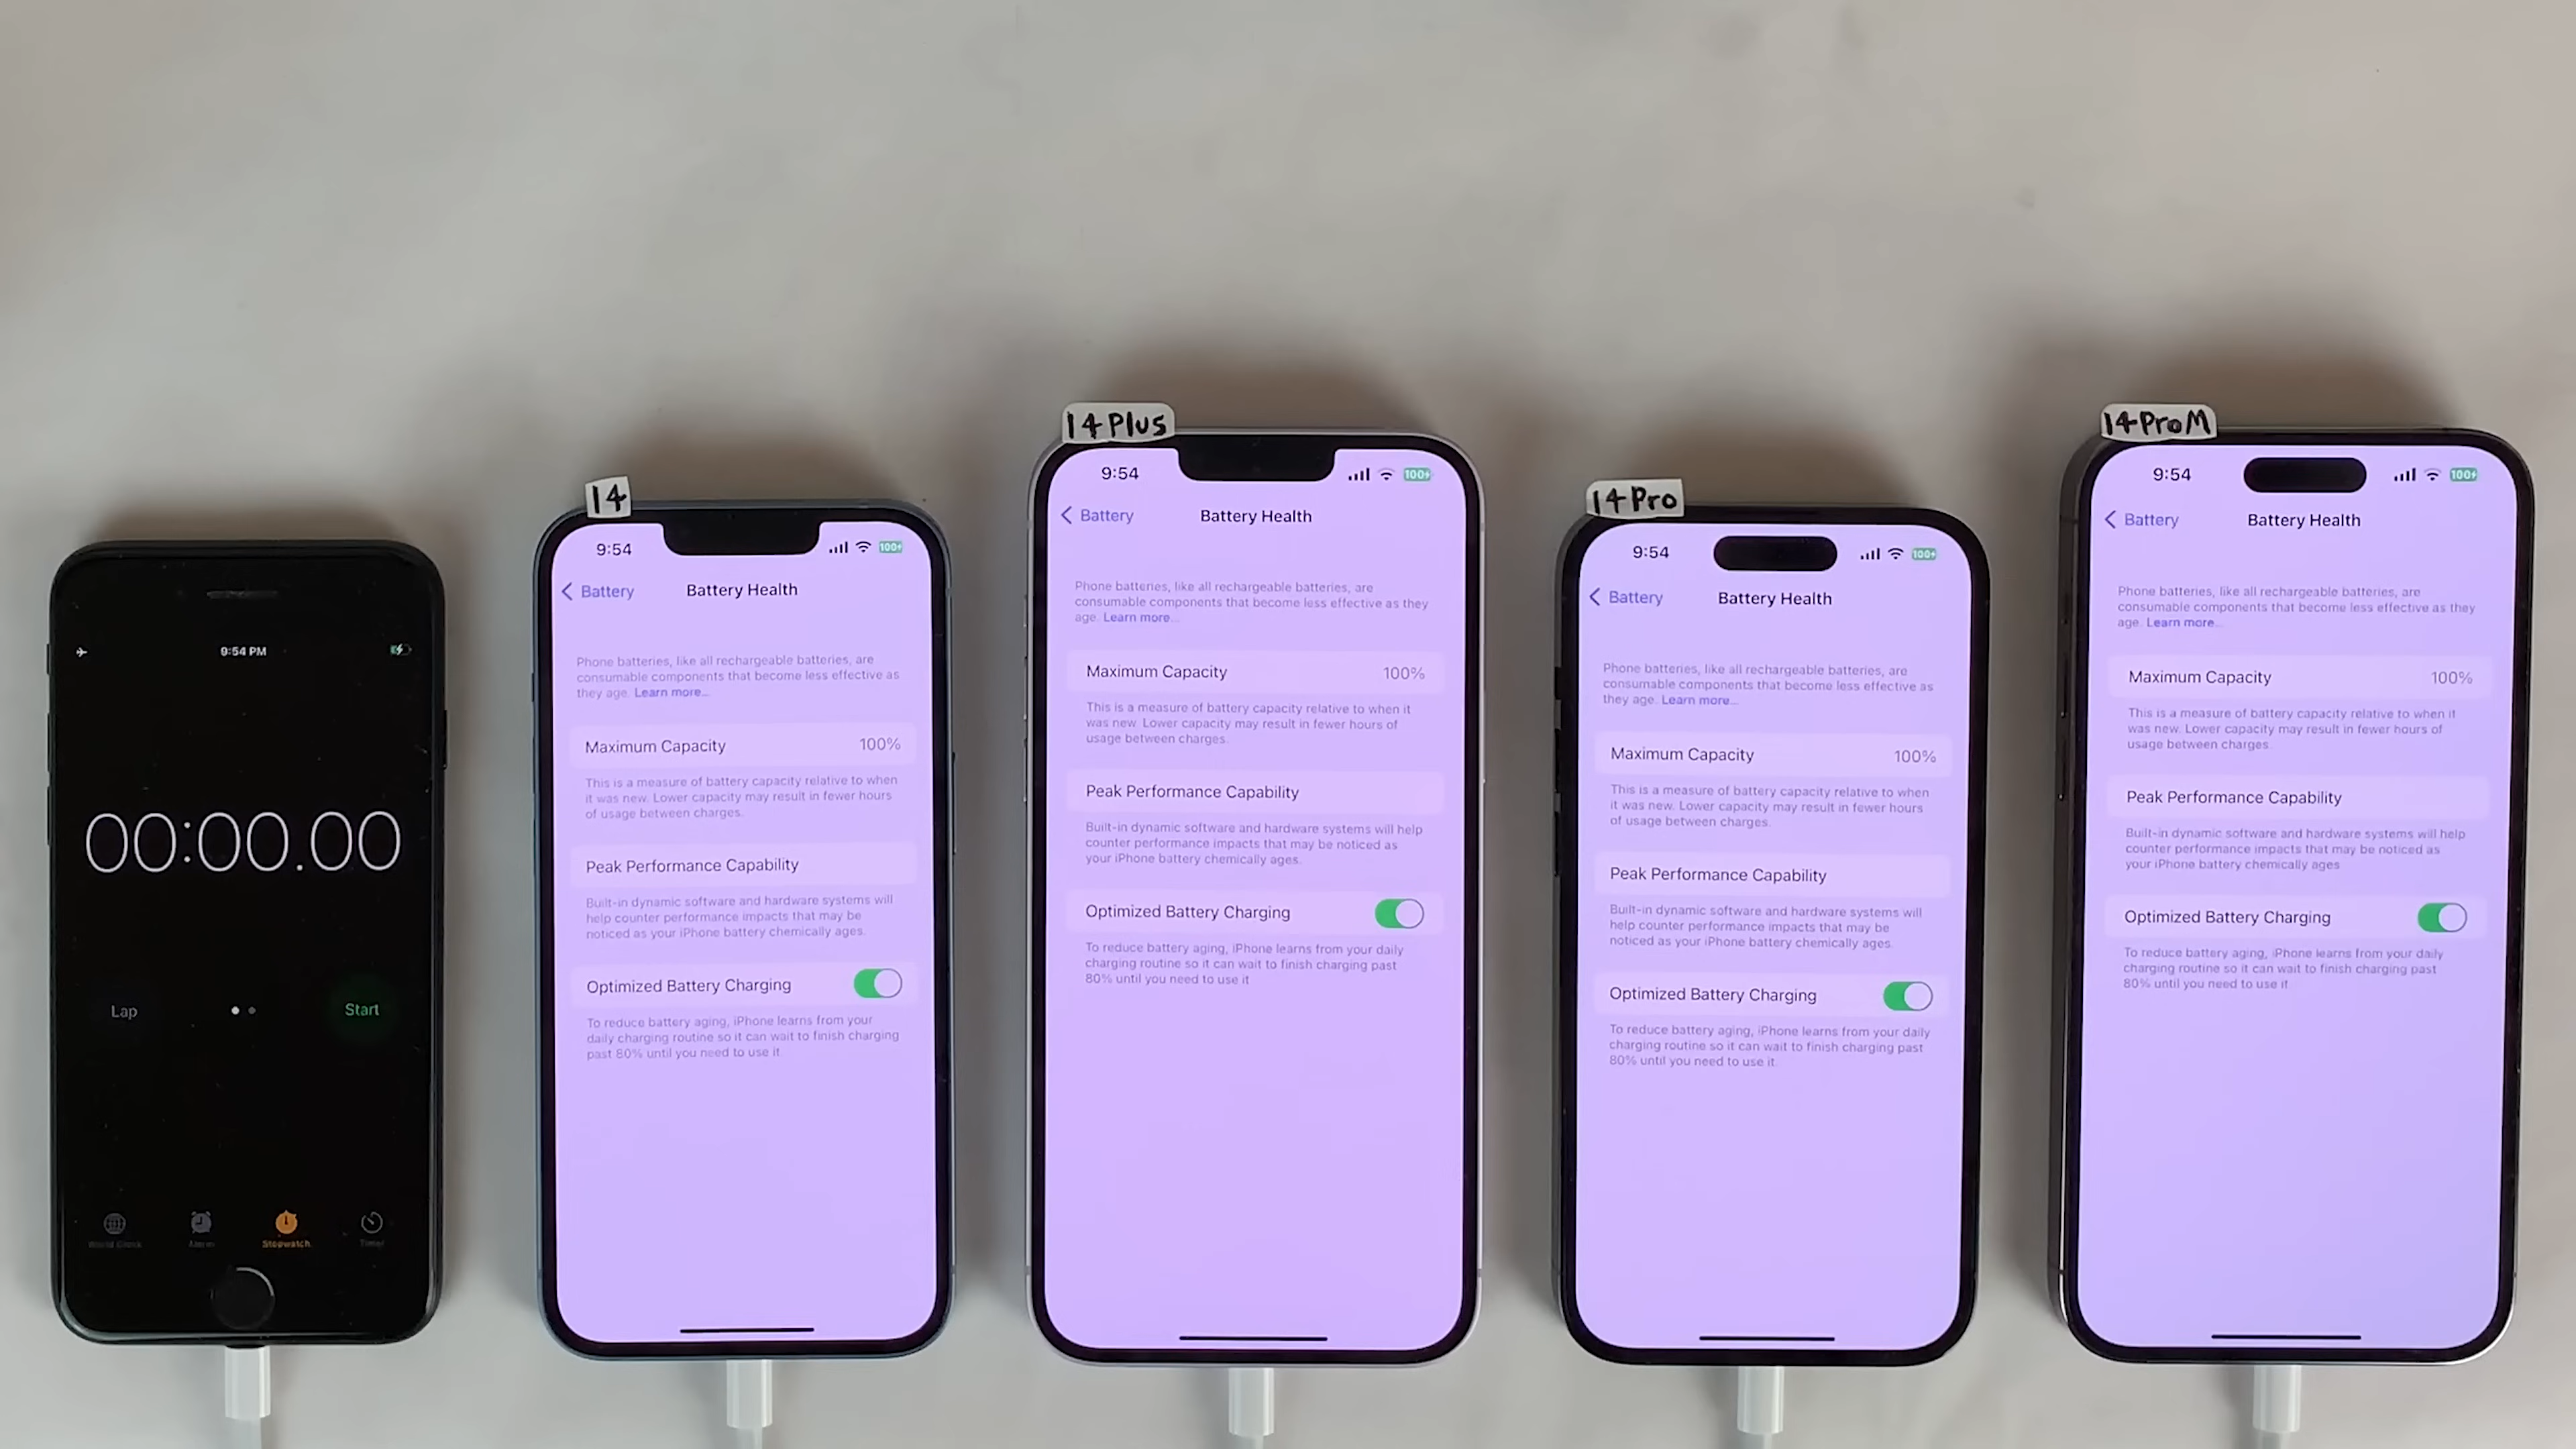 9:54 PM
00:00.00
Lap
Start
World Clock
Alarm
Stopwatch
Timer
14
9:54
100
Battery
Battery Health
Phone batteries, like all rechargeable batteries, are
consumable components that become less effective as
they age. Learn more...
Maximum Capacity 100%
This is a measure of battery capacity relative to when
it was new. Lower capacity may result in fewer hours
of usage between charges.
Peak Performance Capability
Built-in dynamic software and hardware systems will
help counter performance impacts that may be
noticed as your iPhone battery chemically ages.
Optimized Battery Charging
To reduce battery aging, iPhone learns from your
daily charging routine so it can wait to finish charging
past 80% until you need to use it.
14 Plus
9:54
100
Battery
Battery Health
Phone batteries, like all rechargeable batteries, are
consumable components that become less effective as they
age. Learn more...
Maximum Capacity 100%
This is a measure of battery capacity relative to when it
was new. Lower capacity may result in fewer hours of
usage between charges.
Peak Performance Capability
Built-in dynamic software and hardware systems will help
counter performance impacts that may be noticed as
your iPhone battery chemically ages.
Optimized Battery Charging
To reduce battery aging, iPhone learns from your daily
charging routine so it can wait to finish charging past
80% until you need to use it
14 Pro
9:54
100
Battery
Battery Health
Phone batteries, like all rechargeable batteries, are
consumable components that become less effective as
they age. Learn more...
Maximum Capacity 100%
This is a measure of battery capacity relative to when
it was new. Lower capacity may result in fewer hours
of usage between charges.
Peak Performance Capability
Built-in dynamic software and hardware systems will
help counter performance impacts that may be
noticed as your iPhone battery chemically ages.
Optimized Battery Charging
To reduce battery aging, iPhone learns from your daily
charging routine so it can wait to finish charging past
80% until you need to use it.
14 Pro M
9:54
100
Battery
Battery Health
Phone batteries, like all rechargeable batteries, are
consumable components that become less effective as they
age. Learn more...
Maximum Capacity 100%
This is a measure of battery capacity relative to when it
was new. Lower capacity may result in fewer hours of
usage between charges.
Peak Performance Capability
Built-in dynamic software and hardware systems will help
counter performance impacts that may be noticed as
your iPhone battery chemically ages
Optimized Battery Charging
To reduce battery aging, iPhone learns from your daily
charging routine so it can wait to finish charging past
80% until you need to use it.